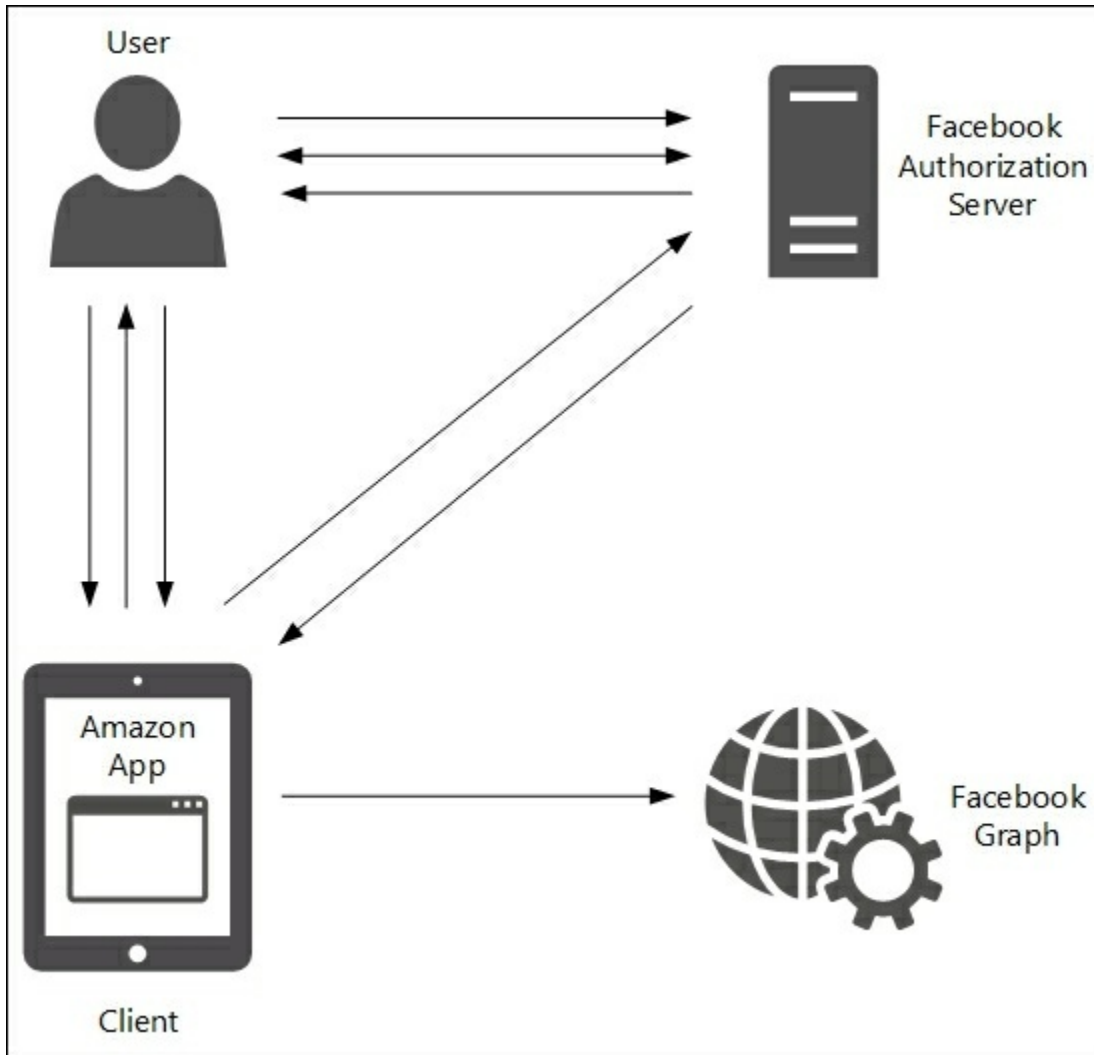 User
Facebook
Authorization
Server
Amazon
App
Facebook
Graph
Client